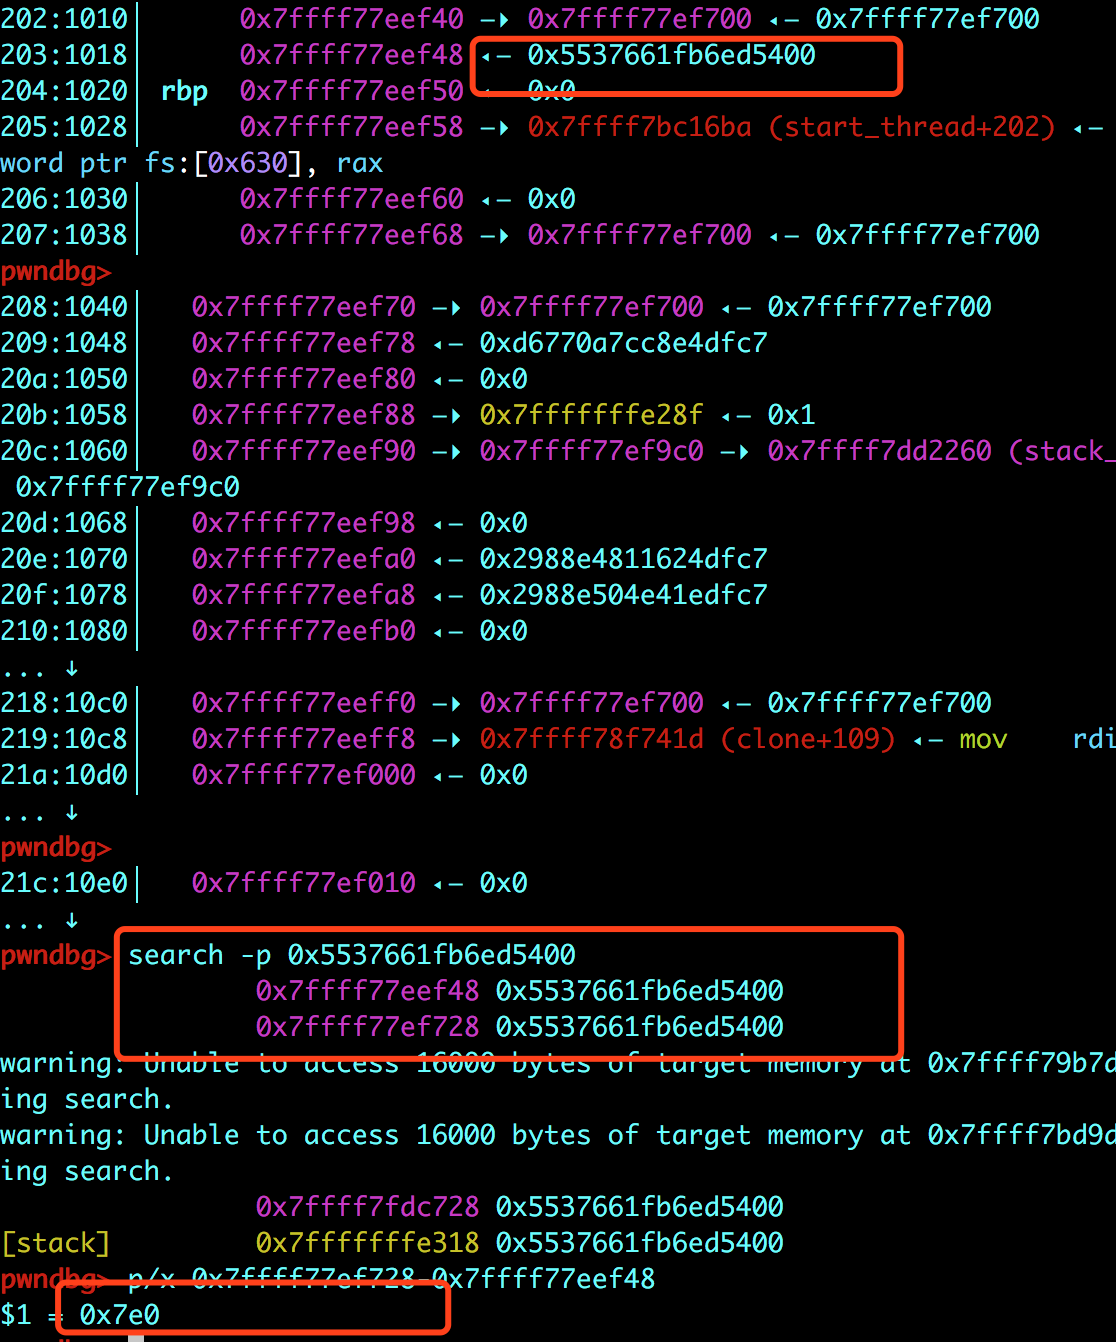 202:1010│ 0x7ffff77eef40 —▸ 0x7ffff77ef700 ◂— 0x7ffff77ef700
203:1018│ 0x7ffff77eef48 ◂— 0x5537661fb6ed5400
204:1020│ rbp 0x7ffff77eef50 ◂— 0x0
205:1028│ 0x7ffff77eef58 —▸ 0x7ffff7bc16ba (start_thread+202) ◂—
word ptr fs:[0x630], rax
206:1030│ 0x7ffff77eef60 ◂— 0x0
207:1038│ 0x7ffff77eef68 —▸ 0x7ffff77ef700 ◂— 0x7ffff77ef700
pwndbg>
208:1040│ 0x7ffff77eef70 —▸ 0x7ffff77ef700 ◂— 0x7ffff77ef700
209:1048│ 0x7ffff77eef78 ◂— 0xd6770a7cc8e4dfc7
20a:1050│ 0x7ffff77eef80 ◂— 0x0
20b:1058│ 0x7ffff77eef88 —▸ 0x7fffffffe28f ◂— 0x1
20c:1060│ 0x7ffff77eef90 —▸ 0x7ffff77ef9c0 —▸ 0x7ffff7dd2260 (stack_
0x7ffff77ef9c0
20d:1068│ 0x7ffff77eef98 ◂— 0x0
20e:1070│ 0x7ffff77eefa0 ◂— 0x2988e4811624dfc7
20f:1078│ 0x7ffff77eefa8 ◂— 0x2988e504e41edfc7
210:1080│ 0x7ffff77eefb0 ◂— 0x0
... ↓
218:10c0│ 0x7ffff77eeff0 —▸ 0x7ffff77ef700 ◂— 0x7ffff77ef700
219:10c8│ 0x7ffff77eeff8 —▸ 0x7ffff78f741d (clone+109) ◂— mov rdi
21a:10d0│ 0x7ffff77ef000 ◂— 0x0
... ↓
pwndbg>
21c:10e0│ 0x7ffff77ef010 ◂— 0x0
... ↓
pwndbg> search -p 0x5537661fb6ed5400
0x7ffff77eef48 0x5537661fb6ed5400
0x7ffff77ef728 0x5537661fb6ed5400
warning: Unable to access 16000 bytes of target memory at 0x7ffff79b7d
ing search.
warning: Unable to access 16000 bytes of target memory at 0x7ffff7bd9d
ing search.
0x7ffff7fdc728 0x5537661fb6ed5400
[stack] 0x7fffffffe318 0x5537661fb6ed5400
pwndbg> p/x 0x7ffff77ef728-0x7ffff77eef48
$1 = 0x7e0